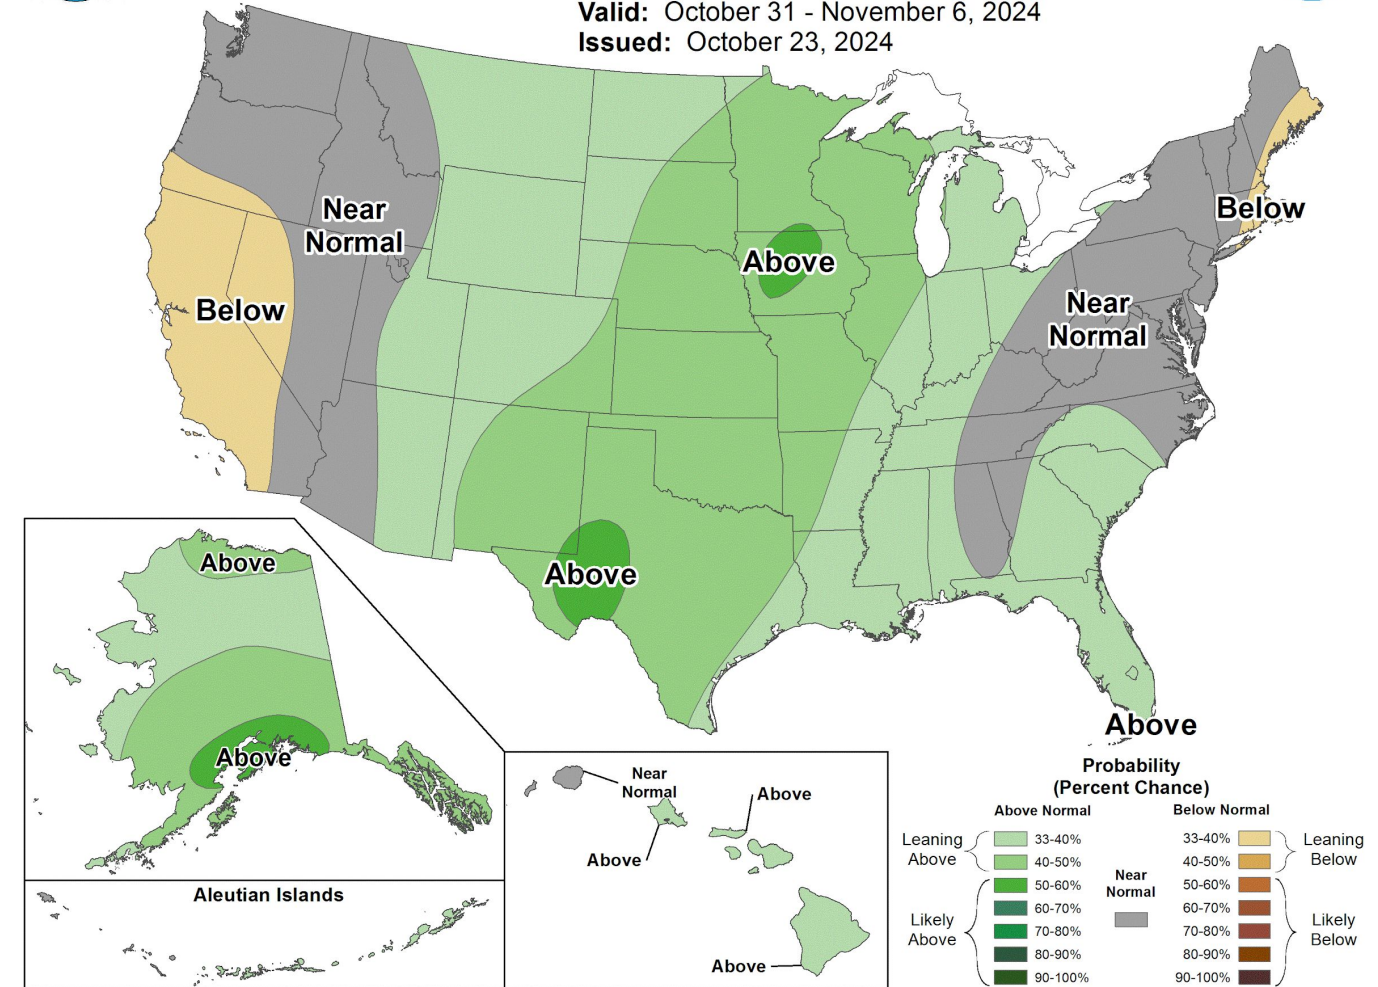 Valid: October 31 - November 6, 2024
Issued: October 23, 2024
Near
Normal
Below
Above
Above
Near
Normal
Below
Above
Above
Above
Aleutian Islands
Near
Normal
Above
Above
Above
Probability
(Percent Chance)
Above Normal
Below Normal
Leaning
Above
33-40%
40-50%
Likely
Above
50-60%
60-70%
70-80%
80-90%
90-100%
Near
Normal
33-40%
40-50%
Leaning
Below
50-60%
60-70%
70-80%
80-90%
90-100%
Likely
Below